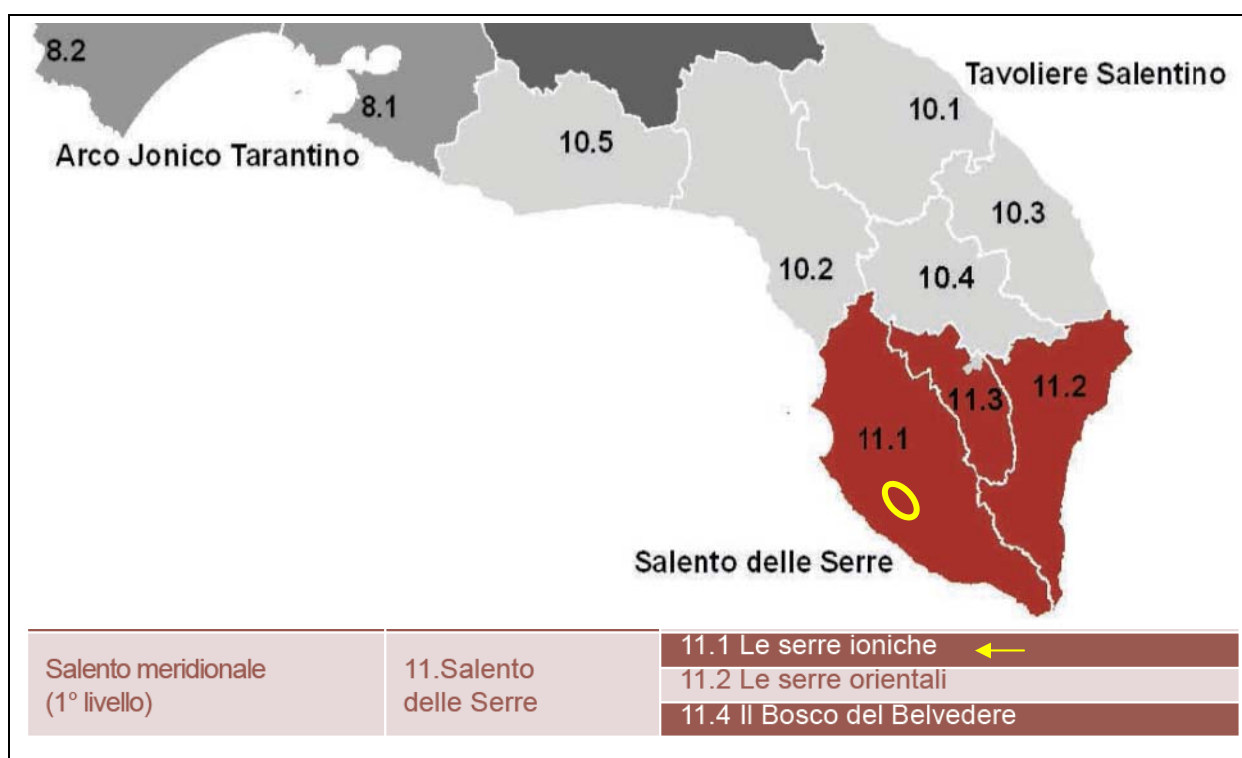 8.2
Tavoliere Salentino
8.1
10.1
Arco Jonico Tarantino
10.5
10.3
10.2
10.4
11.2
11.3
11.1
Salento delle Serre
Salento meridionale
(1° livello)
11.Salento
delle Serre
11.1 Le serre ioniche
11.2 Le serre orientali
11.4 Il Bosco del Belvedere